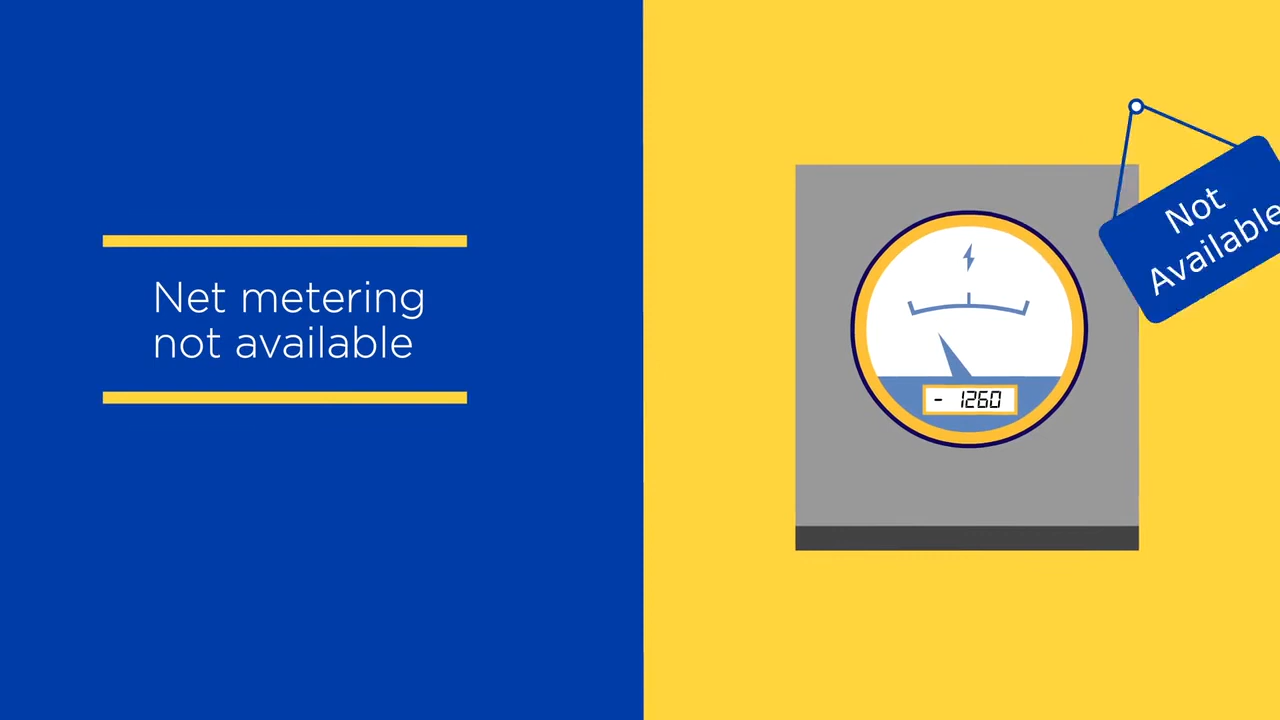 Net metering
not available
Not
Available
- 1260